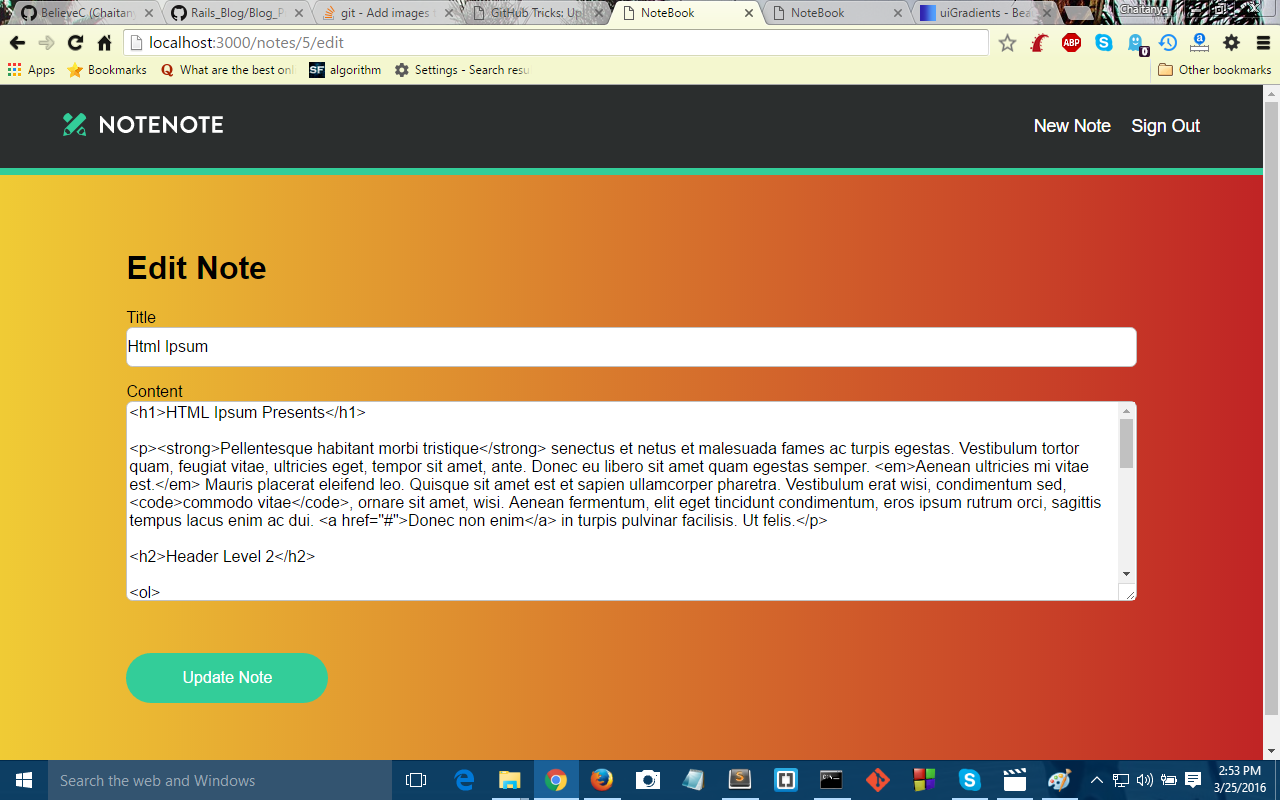 BelieveC (Chaitan
Rails_Blog/Blog_P
git - Add images
GitHub Tricks: Upl
NoteBook
NoteBook
uiGradients - Bea
Chaitanya
localhost:3000/notes/5/edit
ABP
0
Apps
Bookmarks
What are the best onl
SF algorithm
Settings - Search resu
Other bookmarks
NOTENOTE
New Note
Sign Out
Edit Note
Title
Html Ipsum
Content
<h1>HTML Ipsum Presents</h1>
<p><strong>Pellentesque habitant morbi tristique</strong> senectus et netus et malesuada fames ac turpis egestas. Vestibulum tortor
quam, feugiat vitae, ultricies eget, tempor sit amet, ante. Donec eu libero sit amet quam egestas semper. <em>Aenean ultricies mi vitae
est.</em> Mauris placerat eleifend leo. Quisque sit amet est et sapien ullamcorper pharetra. Vestibulum erat wisi, condimentum sed,
<code>commodo vitae</code>, ornare sit amet, wisi. Aenean fermentum, elit eget tincidunt condimentum, eros ipsum rutrum orci, sagittis
tempus lacus enim ac dui. <a href="#">Donec non enim</a> in turpis pulvinar facilisis. Ut felis.</p>
<h2>Header Level 2</h2>
<ol>
Update Note
Search the web and Windows
2:53 PM
3/25/2016